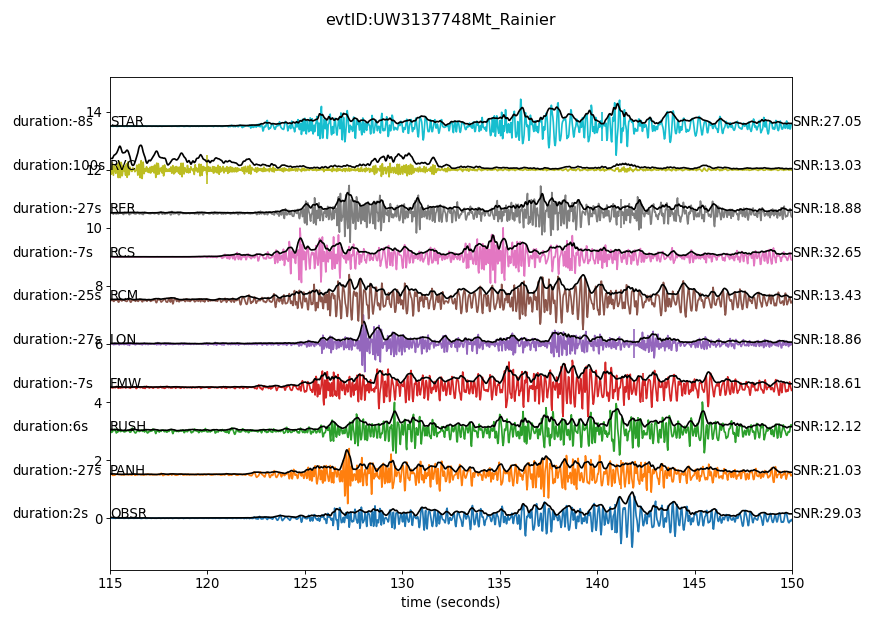 evtID:UW3137748Mt_Rainier
14
duration:-8s STAR SNR:27.05
duration:100s RVC SNR:13.03
12
duration:-27s RER SNR:18.88
10
duration:-7s RCS SNR:32.65
8
duration:-25s RCM SNR:13.43
duration:-27s LON SNR:18.86
6
duration:-7s FMW SNR:18.61
4
duration:6s RUSH SNR:12.12
2
duration:-27s PANH SNR:21.03
duration:2s OBSR SNR:29.03
0
115 120 125 130 135 140 145 150
time (seconds)